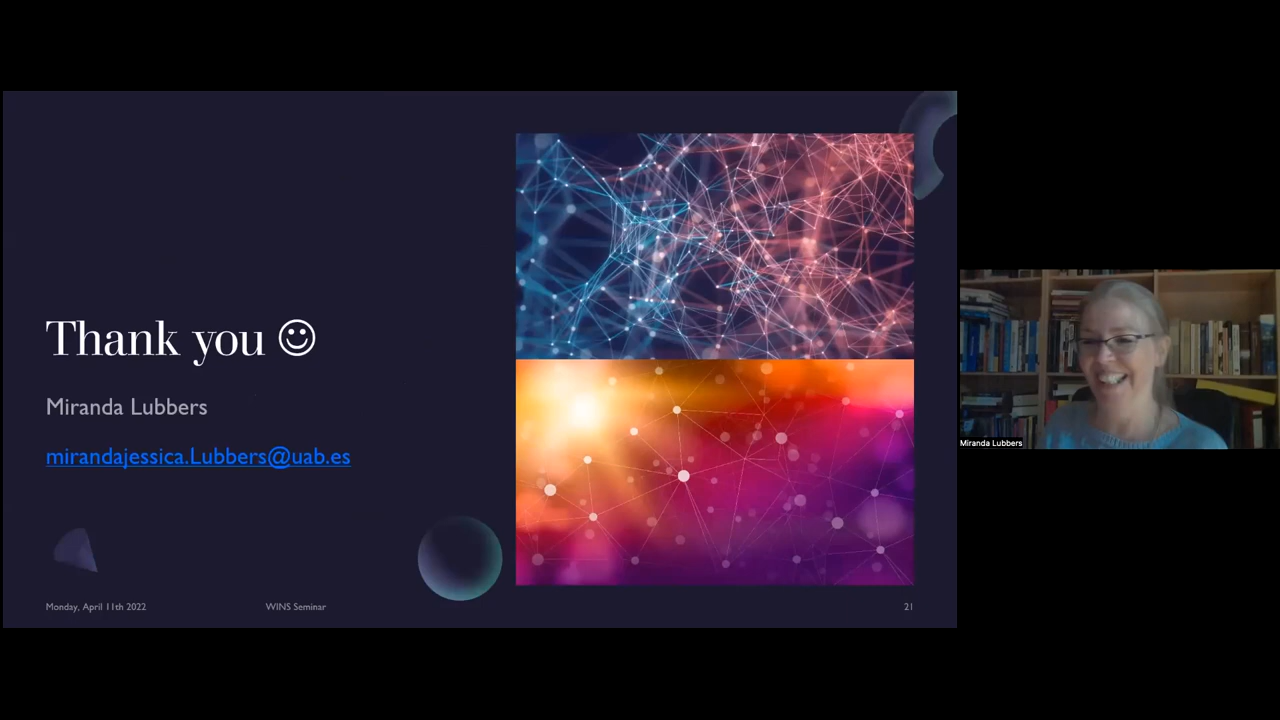 Thank you ☺
Miranda Lubbers
mirandajessica.Lubbers@uab.es
Monday, April 11th 2022
WINS Seminar
21
Miranda Lubbers